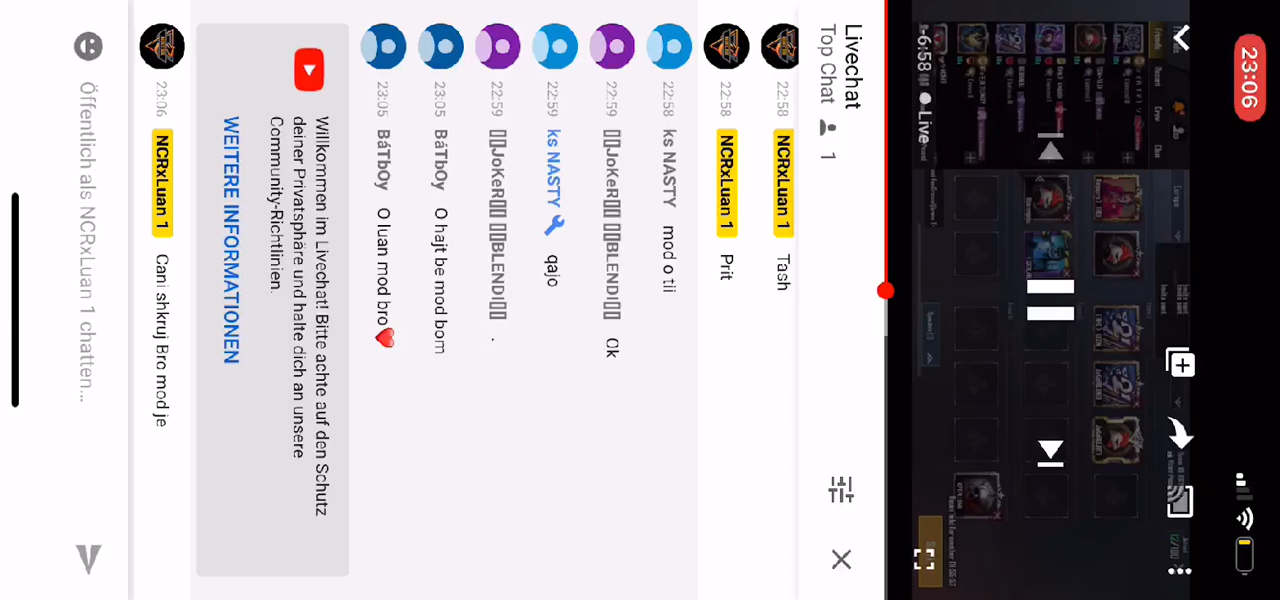 23:06
-6:58 Live
Livechat
Top Chat 1
22:58 NCRxLuan 1 Tash
22:58 NCRxLuan 1 Prit
22:58 ks NASTY mod o tii
22:59 JoKeR BLENDI Ok
22:59 ks NASTY qajo
22:59 JoKeR BLENDI .
23:05 BáTbOy O hajt be mod bom
23:05 BáTbOy O luan mod bro❤️
Willkommen im Livechat! Bitte achte auf den Schutz
deiner Privatsphäre und halte dich an unsere
Community-Richtlinien.
WEITERE INFORMATIONEN
23:06 NCRxLuan 1 Cani shkruj Bro mod je
Öffentlich als NCRxLuan 1 chatten...